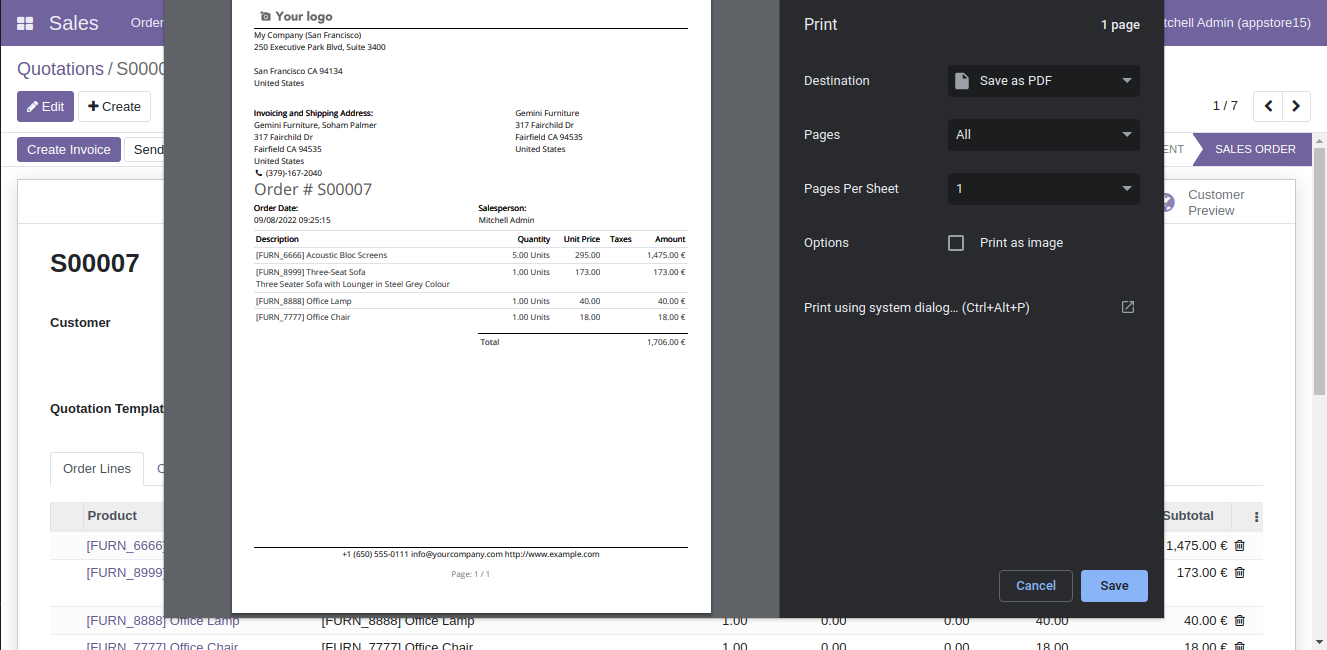 Sales
Order
tchell Admin (appstore15)
Quotations / S0000
Edit
Create
1 / 7
Create Invoice
Send
ENT
SALES ORDER
Customer
Preview
S00007
Customer
Quotation Templat
Order Lines
Product
Subtotal
[FURN_6666]
1,475.00 €
[FURN_8999]
173.00 €
[FURN_8888] Office Lamp
[FURN_8888] Office Lamp
1.00
0.00
0.00
40.00
40.00 €
[FURN_7777] Office Chair
[FURN_7777] Office Chair
1.00
0.00
0.00
18.00
18.00 €
Your logo
My Company (San Francisco)
250 Executive Park Blvd, Suite 3400
San Francisco CA 94134
United States
Invoicing and Shipping Address:
Gemini Furniture, Soham Palmer
317 Fairchild Dr
Fairfield CA 94535
United States
(379)-167-2040
Gemini Furniture
317 Fairchild Dr
Fairfield CA 94535
United States
Order # S00007
Order Date:
09/08/2022 09:25:15
Salesperson:
Mitchell Admin
Description Quantity Unit Price Taxes Amount
[FURN_6666] Acoustic Bloc Screens 5.00 Units 295.00 1,475.00 €
[FURN_8999] Three-Seat Sofa 1.00 Units 173.00 173.00 €
Three Seater Sofa with Lounger in Steel Grey Colour
[FURN_8888] Office Lamp 1.00 Units 40.00 40.00 €
[FURN_7777] Office Chair 1.00 Units 18.00 18.00 €
Total 1,706.00 €
+1 (650) 555-0111 info@yourcompany.com http://www.example.com
Page: 1 / 1
Print
1 page
Destination
Save as PDF
Pages
All
Pages Per Sheet
1
Options
Print as image
Print using system dialog... (Ctrl+Alt+P)
Cancel
Save